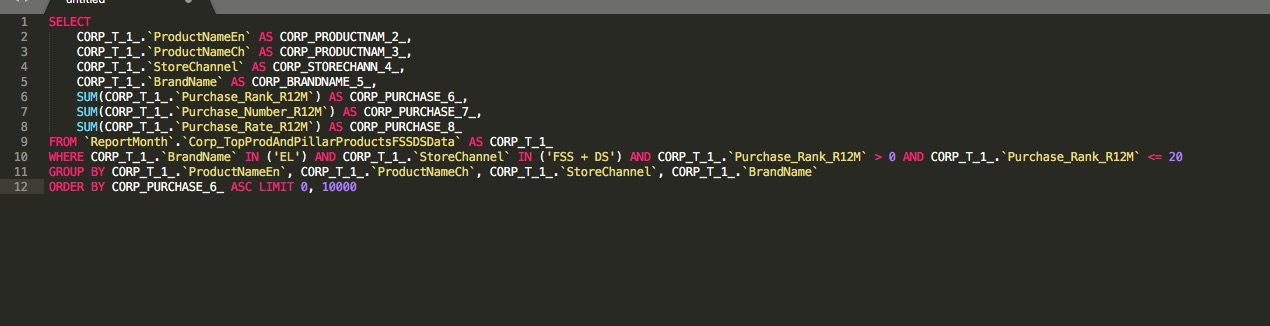 untitled
1 SELECT
2 CORP_T_1_.`ProductNameEn` AS CORP_PRODUCTNAM_2_,
3 CORP_T_1_.`ProductNameCh` AS CORP_PRODUCTNAM_3_,
4 CORP_T_1_.`StoreChannel` AS CORP_STORECHANN_4_,
5 CORP_T_1_.`BrandName` AS CORP_BRANDNAME_5_,
6 SUM(CORP_T_1_.`Purchase_Rank_R12M`) AS CORP_PURCHASE_6_,
7 SUM(CORP_T_1_.`Purchase_Number_R12M`) AS CORP_PURCHASE_7_,
8 SUM(CORP_T_1_.`Purchase_Rate_R12M`) AS CORP_PURCHASE_8_
9 FROM `ReportMonth`.`Corp_TopProdAndPillarProductsFSSDSData` AS CORP_T_1_
10 WHERE CORP_T_1_.`BrandName` IN ('EL') AND CORP_T_1_.`StoreChannel` IN ('FSS + DS') AND CORP_T_1_.`Purchase_Rank_R12M` > 0 AND CORP_T_1_.`Purchase_Rank_R12M` <= 20
11 GROUP BY CORP_T_1_.`ProductNameEn`, CORP_T_1_.`ProductNameCh`, CORP_T_1_.`StoreChannel`, CORP_T_1_.`BrandName`
12 ORDER BY CORP_PURCHASE_6_ ASC LIMIT 0, 10000